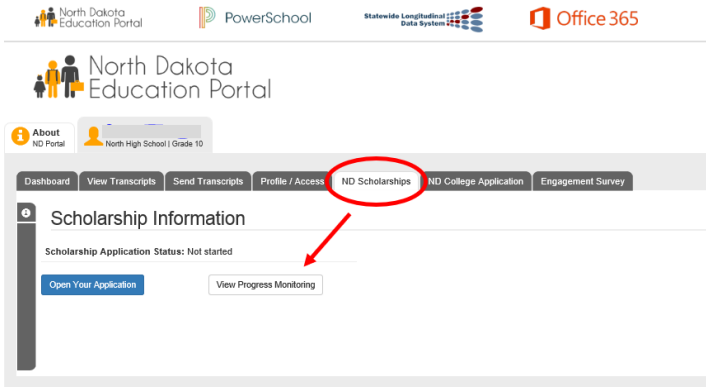 North Dakota
Education Portal
PowerSchool
Statewide Longitudinal
Data System
Office 365
North Dakota
Education Portal
About
ND Portal
North High School | Grade 10
Dashboard View Transcripts Send Transcripts Profile / Access ND Scholarships ND College Application Engagement Survey
Scholarship Information
Scholarship Application Status: Not started
Open Your Application View Progress Monitoring